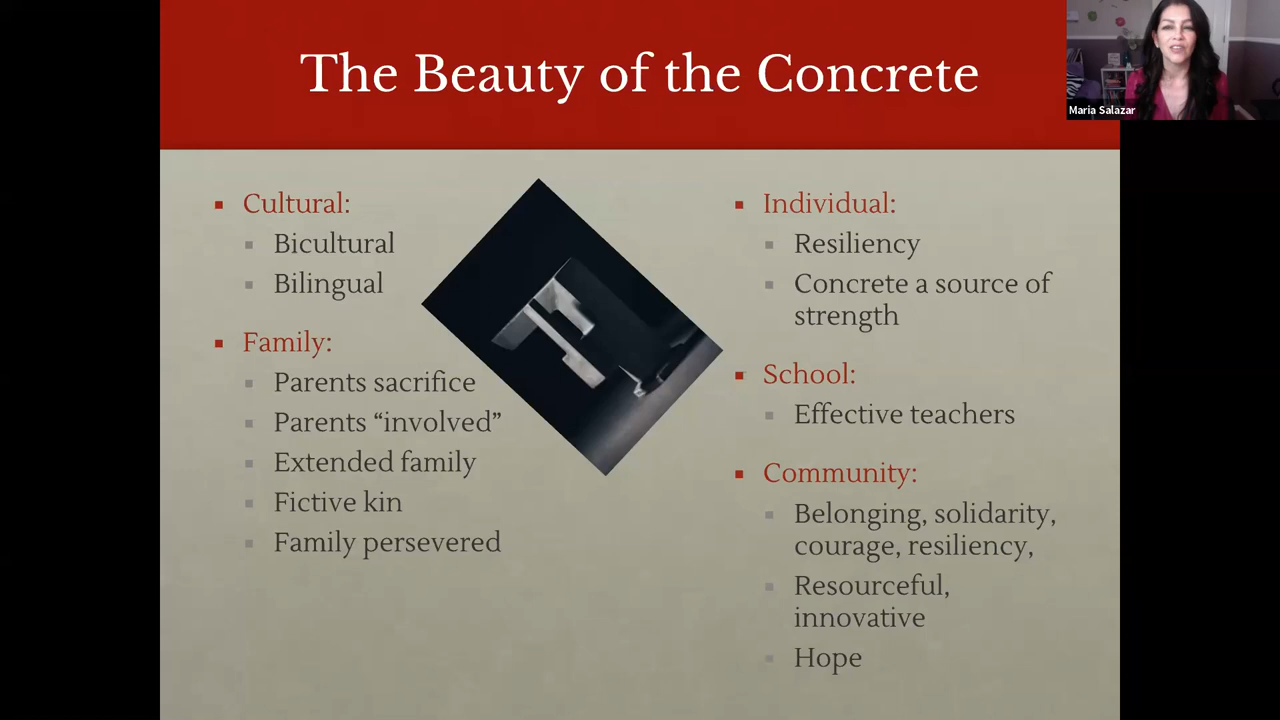 The Beauty of the Concrete
Maria Salazar
Cultural:
Bicultural
Bilingual
Family:
Parents sacrifice
Parents “involved”
Extended family
Fictive kin
Family persevered
Individual:
Resiliency
Concrete a source of
strength
School:
Effective teachers
Community:
Belonging, solidarity,
courage, resiliency,
Resourceful,
innovative
Hope